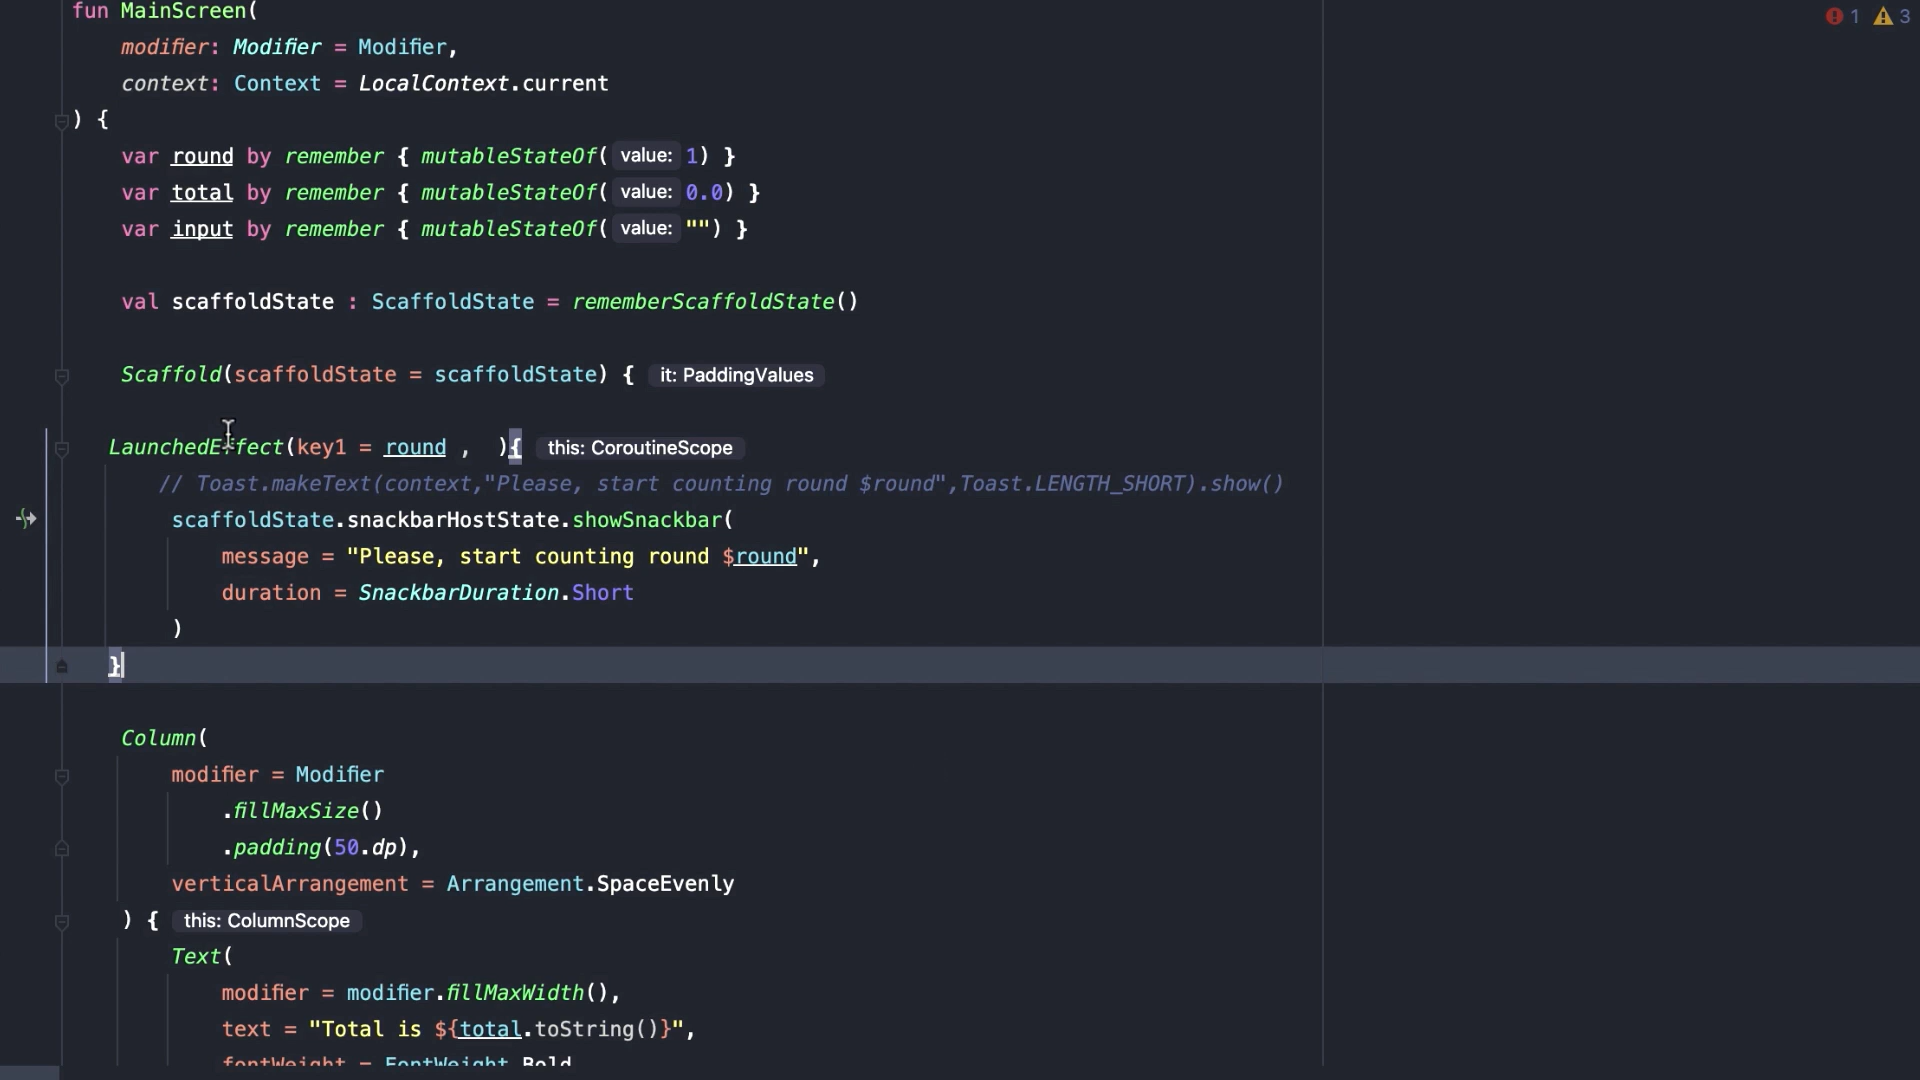 fun MainScreen(
1 3
modifier: Modifier = Modifier,
context: Context = LocalContext.current
) {
var round by remember { mutableStateOf( value: 1) }
var total by remember { mutableStateOf( value: 0.0) }
var input by remember { mutableStateOf( value: "") }
val scaffoldState : ScaffoldState = rememberScaffoldState()
Scaffold(scaffoldState = scaffoldState) { it: PaddingValues
LaunchedEffect(key1 = round , ){ this: CoroutineScope
// Toast.makeText(context,"Please, start counting round $round",Toast.LENGTH_SHORT).show()
scaffoldState.snackbarHostState.showSnackbar(
message = "Please, start counting round $round",
duration = SnackbarDuration.Short
)
}
Column(
modifier = Modifier
.fillMaxSize()
.padding(50.dp),
verticalArrangement = Arrangement.SpaceEvenly
) { this: ColumnScope
Text(
modifier = modifier.fillMaxWidth(),
text = "Total is ${total.toString()}",
fontWeight = FontWeight.Bold